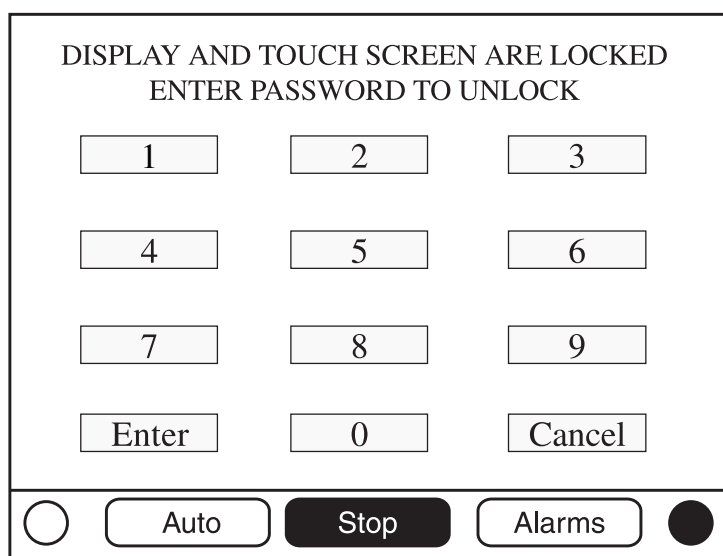 DISPLAY AND TOUCH SCREEN ARE LOCKED
ENTER PASSWORD TO UNLOCK
1 2 3
4 5 6
7 8 9
Enter 0 Cancel
Auto Stop Alarms